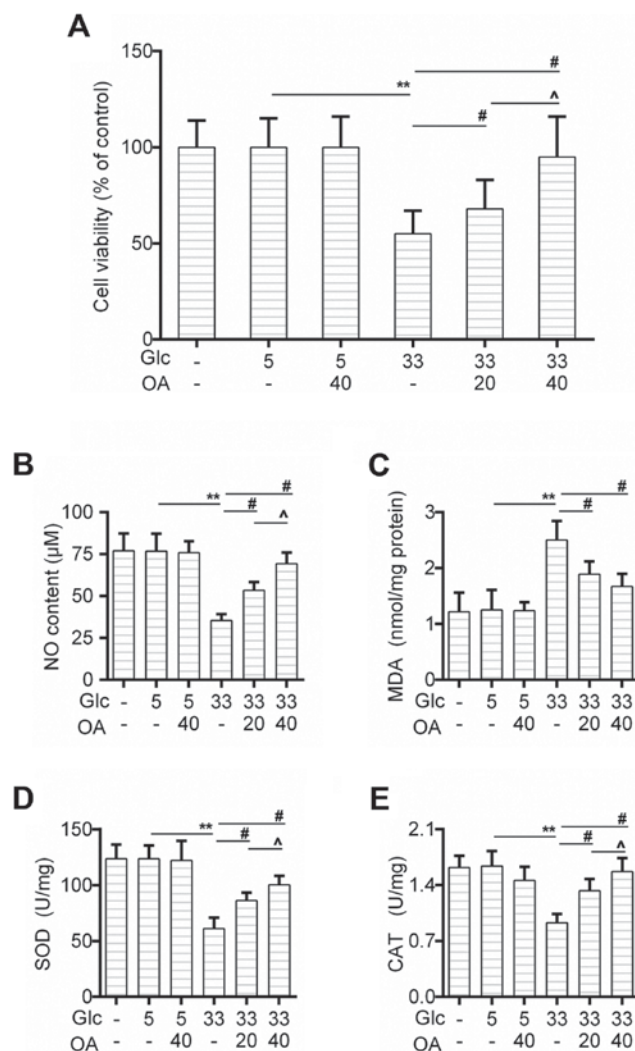 A
150
100
50
0
Cell viability (% of control)
** # ^ #
Glc - 5 5 33 33 33
OA - - 40 - 20 40
B
100
75
50
25
0
NO content (μM)
** # ^ #
Glc - 5 5 33 33 33
OA - - 40 - 20 40
C
3
2
1
0
MDA (nmol/mg protein)
** # #
Glc - 5 5 33 33 33
OA - - 40 - 20 40
D
150
100
50
0
SOD (U/mg)
** # ^ #
Glc - 5 5 33 33 33
OA - - 40 - 20 40
E
2.1
1.4
0.7
0.0
CAT (U/mg)
** # ^ #
Glc - 5 5 33 33 33
OA - - 40 - 20 40